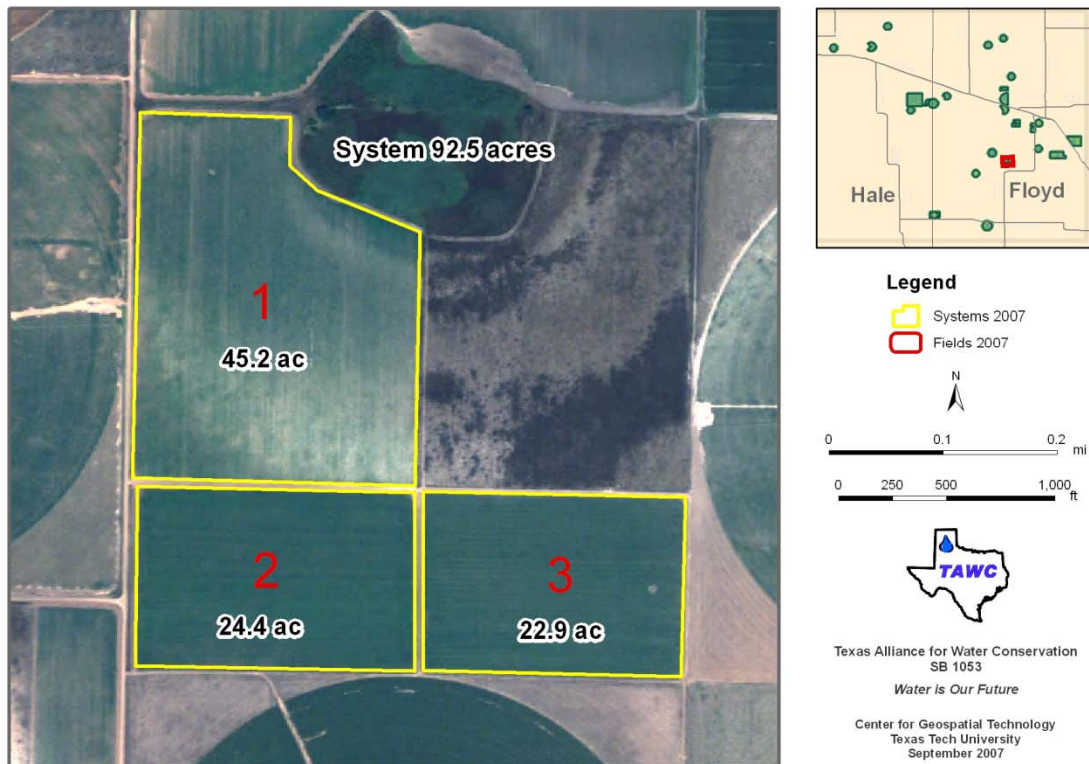 System 92.5 acres
1
45.2 ac
2
24.4 ac
3
22.9 ac
Hale
Floyd
Legend
Systems 2007
Fields 2007
N
0 0.1 0.2
mi
0 250 500 1,000
ft
TAWC
Texas Alliance for Water Conservation
SB 1053
Water is Our Future
Center for Geospatial Technology
Texas Tech University
September 2007